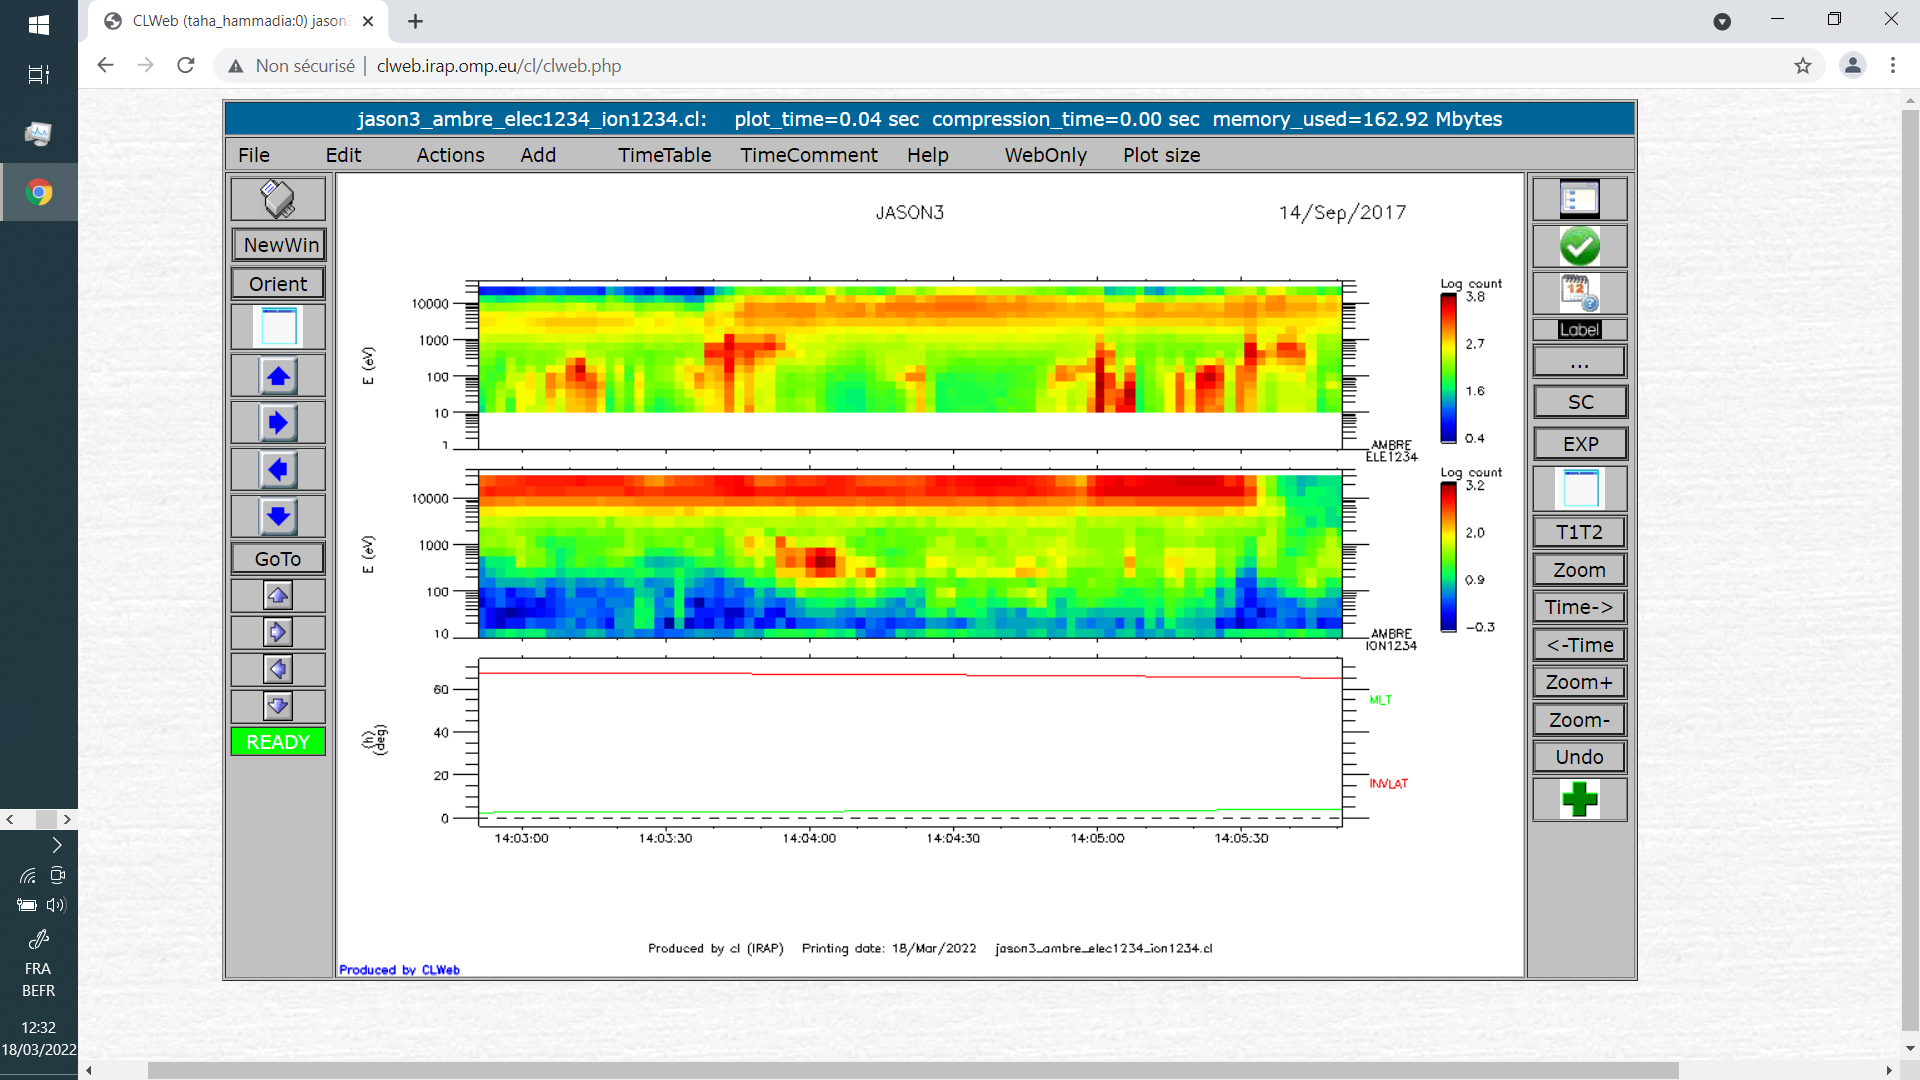 CLWeb (taha_hammadia:0) jason3
Non sécurisé | clweb.irap.omp.eu/cl/clweb.php
jason3_ambre_elec1234_ion1234.cl: plot_time=0.04 sec compression_time=0.00 sec memory_used=162.92 Mbytes
File Edit Actions Add TimeTable TimeComment Help WebOnly Plot size
NewWin
Orient
GoTo
READY
JASON3 14/Sep/2017
10000
1000
100
10
1
E (eV)
Log count
3.8
2.7
1.6
0.4
AMBRE
ELE1234
10000
1000
100
10
E (eV)
Log count
3.2
2.0
0.9
-0.3
AMBRE
ION1234
60
40
20
0
(h)
(deg)
MLT
INVLAT
14:03:00 14:03:30 14:04:00 14:04:30 14:05:00 14:05:30
Produced by cl (IRAP) Printing date: 18/Mar/2022 jason3_ambre_elec1234_ion1234.cl
Produced by CLWeb
12
Label
...
SC
EXP
T1T2
Zoom
Time->
<-Time
Zoom+
Zoom-
Undo
FRA
BEFR
12:32
18/03/2022